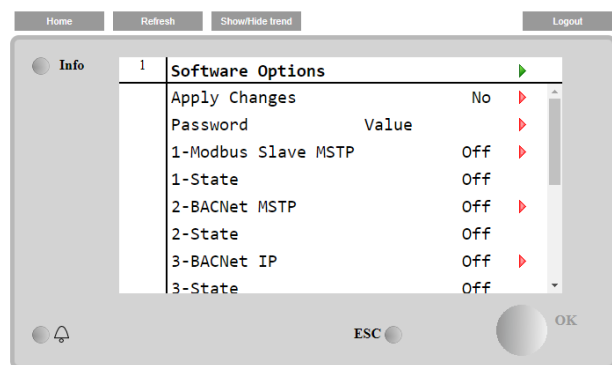 Home Refresh Show/Hide trend Logout
Info
1 Software Options
Apply Changes No
Password Value
1-Modbus Slave MSTP Off
1-State Off
2-BACNet MSTP Off
2-State Off
3-BACNet IP Off
3-State Off
ESC OK